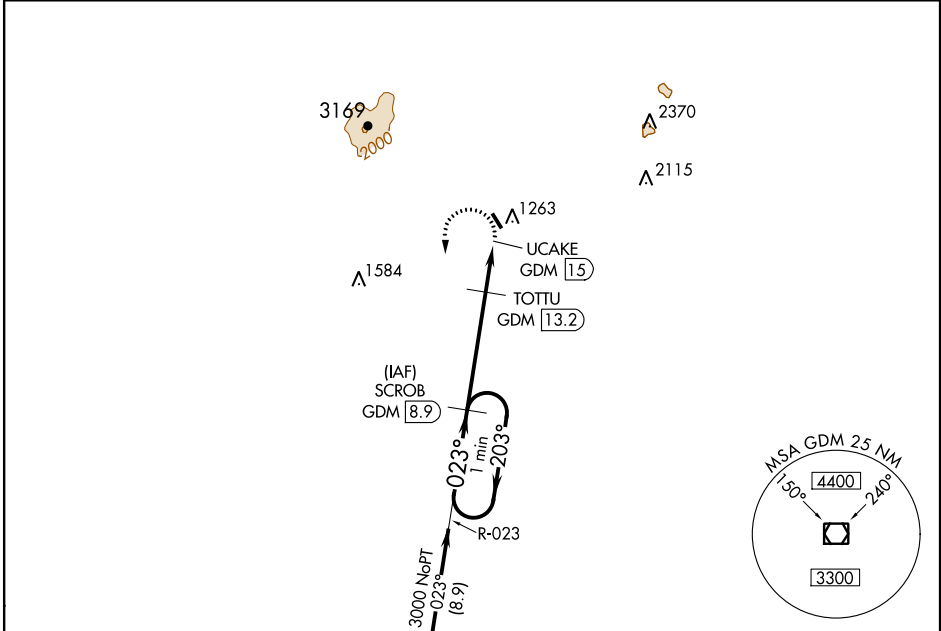 3169
2000
2370
2115
1263
UCAKE
GDM 15
1584
TOTTU
GDM 13.2
(IAF)
SCROB
GDM 8.9
023°
1 min
203°
R-023
3000 NoPT
023°
(8.9)
MSA GDM 25 NM
150°
4400
240°
3300